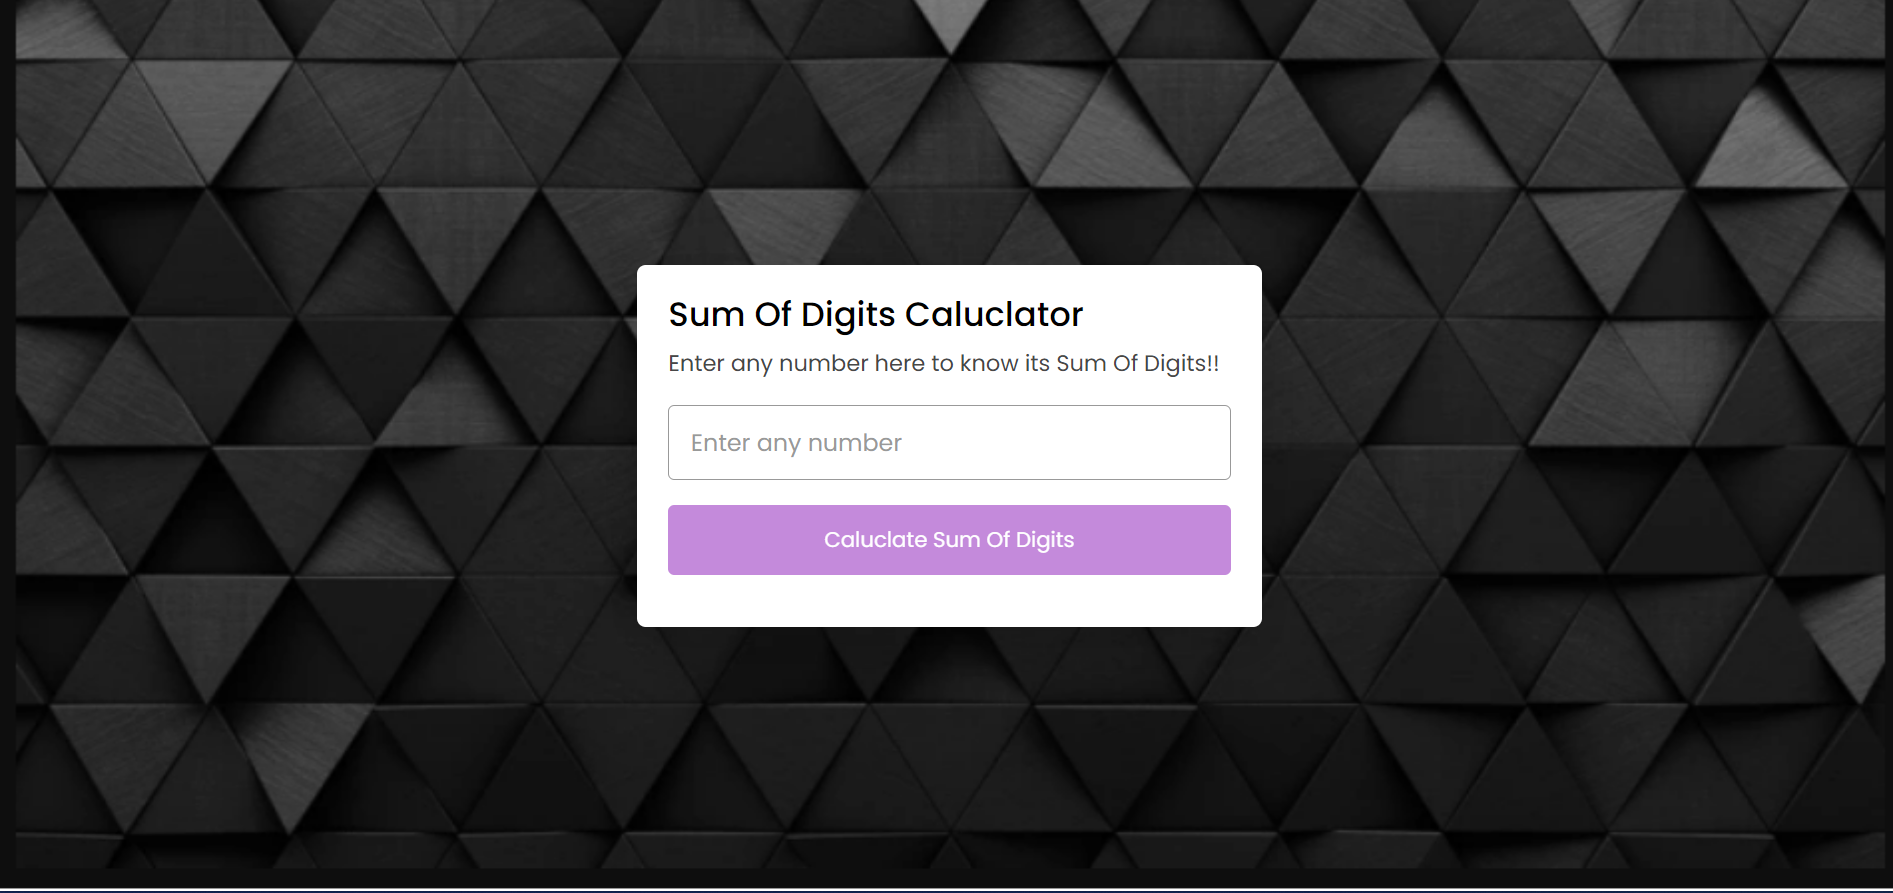 Sum Of Digits Caluclator
Enter any number here to know its Sum Of Digits!!
Enter any number
Caluclate Sum Of Digits